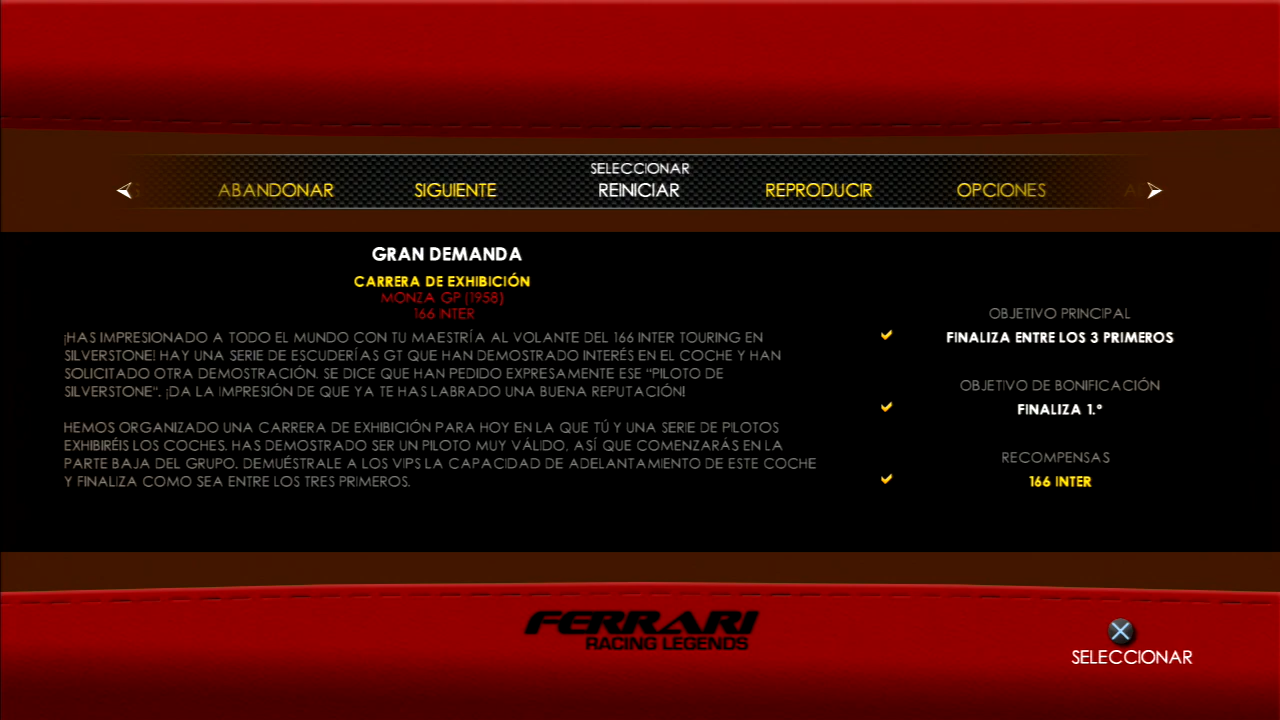 SELECCIONAR
ABANDONAR SIGUIENTE REINICIAR REPRODUCIR OPCIONES A
GRAN DEMANDA
CARRERA DE EXHIBICIÓN
MONZA GP (1958)
166 INTER
¡HAS IMPRESIONADO A TODO EL MUNDO CON TU MAESTRÍA AL VOLANTE DEL 166 INTER TOURING EN
SILVERSTONE! HAY UNA SERIE DE ESCUDERÍAS GT QUE HAN DEMOSTRADO INTERÉS EN EL COCHE Y HAN
SOLICITADO OTRA DEMOSTRACIÓN. SE DICE QUE HAN PEDIDO EXPRESAMENTE ESE “PILOTO DE
SILVERSTONE“. ¡DA LA IMPRESIÓN DE QUE YA TE HAS LABRADO UNA BUENA REPUTACIÓN!
HEMOS ORGANIZADO UNA CARRERA DE EXHIBICIÓN PARA HOY EN LA QUE TÚ Y UNA SERIE DE PILOTOS
EXHIBIRÉIS LOS COCHES. HAS DEMOSTRADO SER UN PILOTO MUY VÁLIDO, ASÍ QUE COMENZARÁS EN LA
PARTE BAJA DEL GRUPO. DEMUÉSTRALE A LOS VIPS LA CAPACIDAD DE ADELANTAMIENTO DE ESTE COCHE
Y FINALIZA COMO SEA ENTRE LOS TRES PRIMEROS.
OBJETIVO PRINCIPAL
FINALIZA ENTRE LOS 3 PRIMEROS
OBJETIVO DE BONIFICACIÓN
FINALIZA 1.º
RECOMPENSAS
166 INTER
FERRARI
RACING LEGENDS
SELECCIONAR